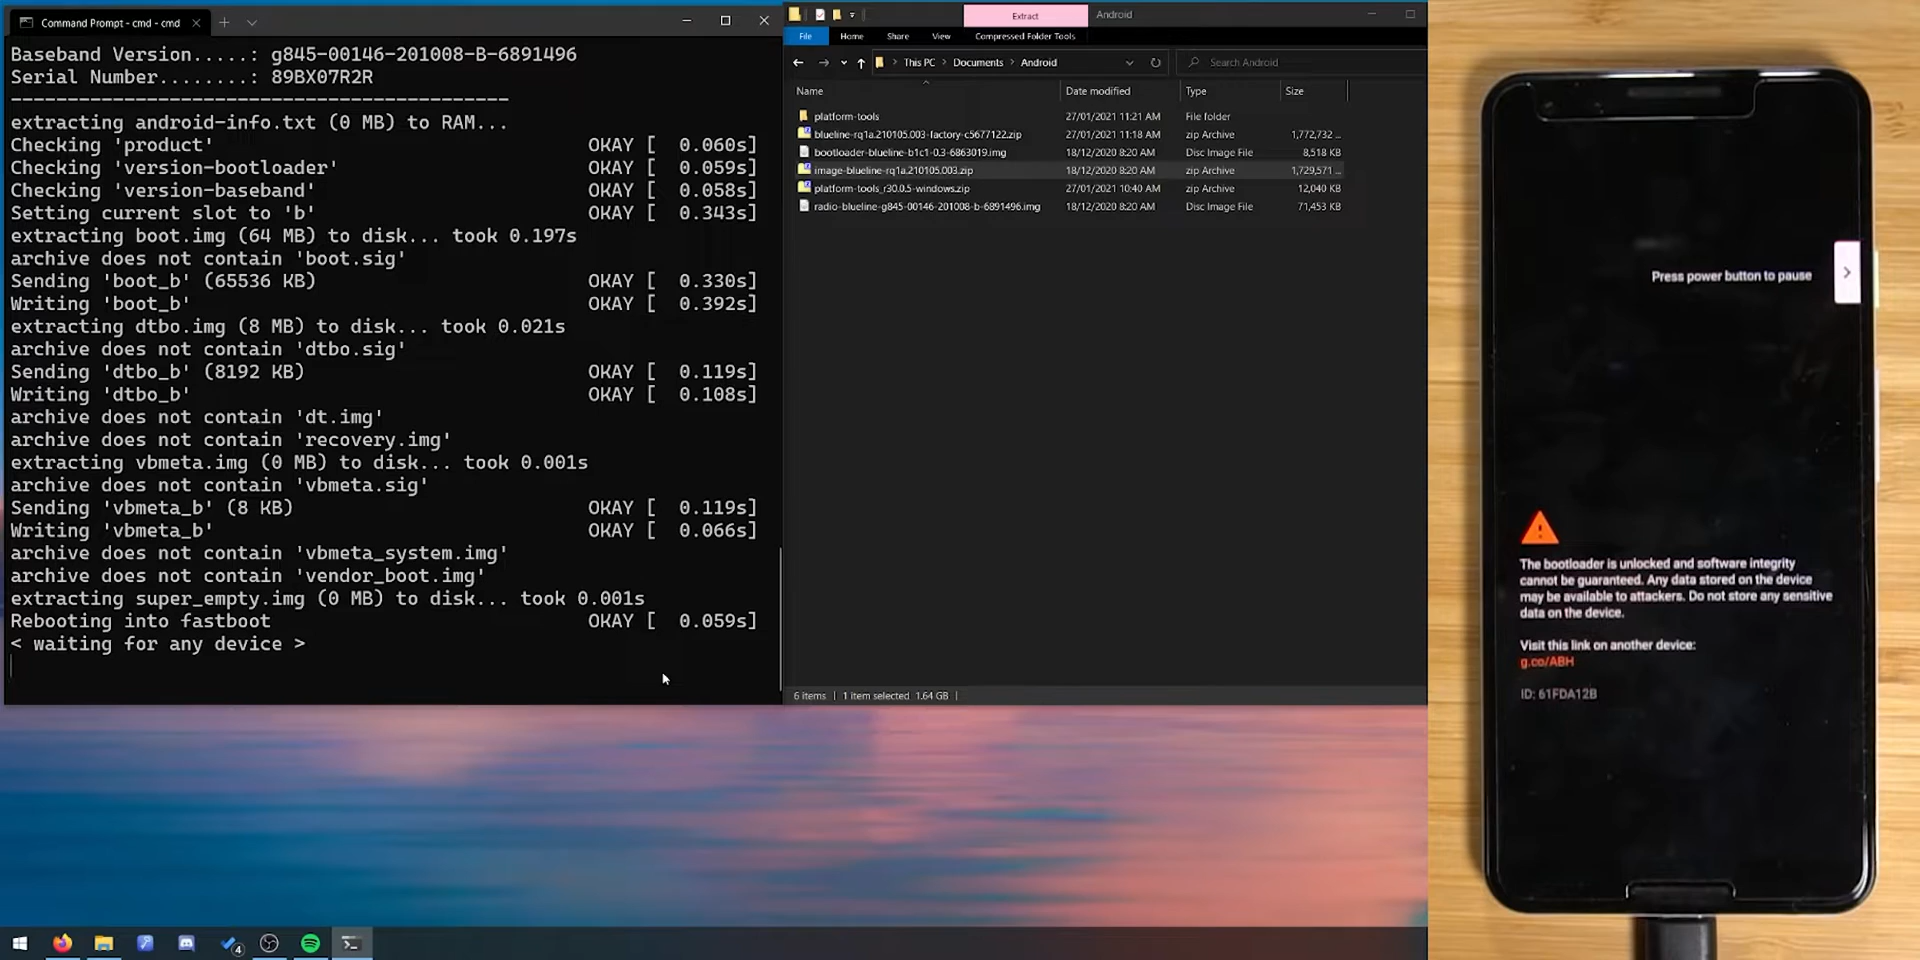 Command Prompt - cmd - cmd
Baseband Version.....: g845-00146-201008-B-6891496
Serial Number........: 89BX07R2R
--------------------------------------------
extracting android-info.txt (0 MB) to RAM...
Checking 'product' OKAY [ 0.060s]
Checking 'version-bootloader' OKAY [ 0.059s]
Checking 'version-baseband' OKAY [ 0.058s]
Setting current slot to 'b' OKAY [ 0.343s]
extracting boot.img (64 MB) to disk... took 0.197s
archive does not contain 'boot.sig'
Sending 'boot_b' (65536 KB) OKAY [ 0.330s]
Writing 'boot_b' OKAY [ 0.392s]
extracting dtbo.img (8 MB) to disk... took 0.021s
archive does not contain 'dtbo.sig'
Sending 'dtbo_b' (8192 KB) OKAY [ 0.119s]
Writing 'dtbo_b' OKAY [ 0.108s]
archive does not contain 'dt.img'
archive does not contain 'recovery.img'
extracting vbmeta.img (0 MB) to disk... took 0.001s
archive does not contain 'vbmeta.sig'
Sending 'vbmeta_b' (8 KB) OKAY [ 0.119s]
Writing 'vbmeta_b' OKAY [ 0.066s]
archive does not contain 'vbmeta_system.img'
archive does not contain 'vendor_boot.img'
extracting super_empty.img (0 MB) to disk... took 0.001s
Rebooting into fastboot OKAY [ 0.059s]
< waiting for any device >
Extract Android
File Home Share View Compressed Folder Tools
This PC > Documents > Android Search Android
Name Date modified Type Size
platform-tools 27/01/2021 11:21 AM File folder
blueline-rq1a.210105.003-factory-c5677122.zip 27/01/2021 11:18 AM zip Archive 1,772,732 ...
bootloader-blueline-b1c1-0.3-6863019.img 18/12/2020 8:20 AM Disc Image File 8,518 KB
image-blueline-rq1a.210105.003.zip 18/12/2020 8:20 AM zip Archive 1,729,571 ...
platform-tools_r30.0.5-windows.zip 27/01/2021 10:40 AM zip Archive 12,040 KB
radio-blueline-g845-00146-201008-b-6891496.img 18/12/2020 8:20 AM Disc Image File 71,453 KB
6 items 1 item selected 1.64 GB
Press power button to pause
The bootloader is unlocked and software integrity
cannot be guaranteed. Any data stored on the device
may be available to attackers. Do not store any sensitive
data on the device.
Visit this link on another device:
g.co/ABH
ID: 61FDA12B
4